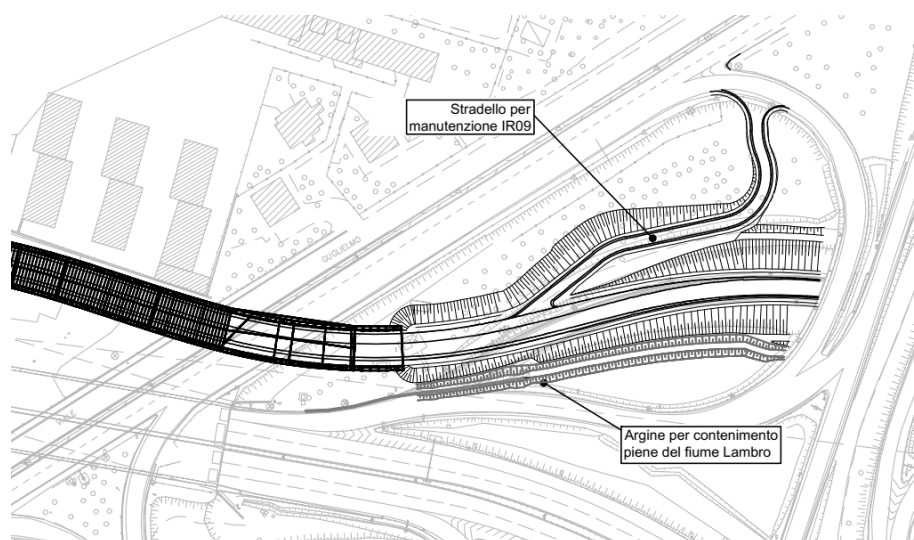 Stradello per
manutenzione IR09
GUGLIELMO
Argine per contenimento
piene del fiume Lambro